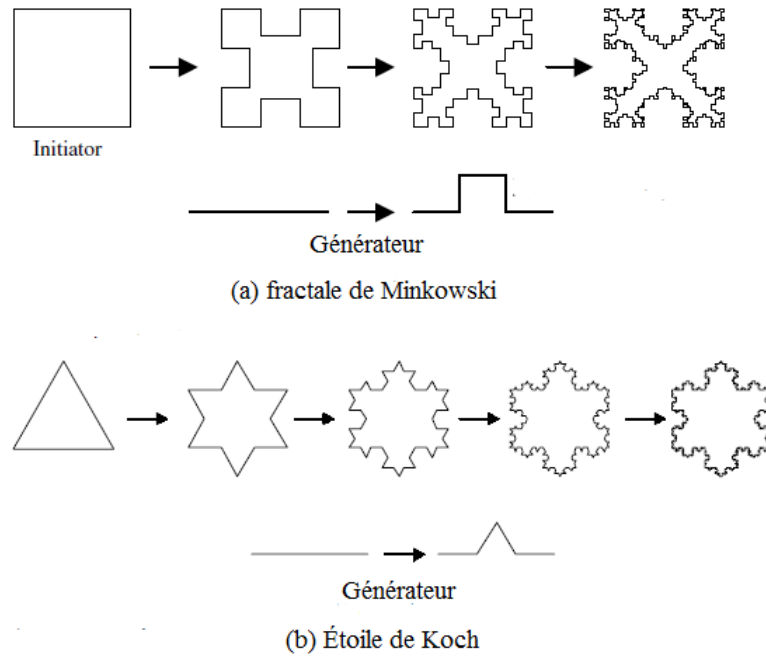 Initiator
Générateur
(a) fractale de Minkowski
Générateur
(b) Étoile de Koch